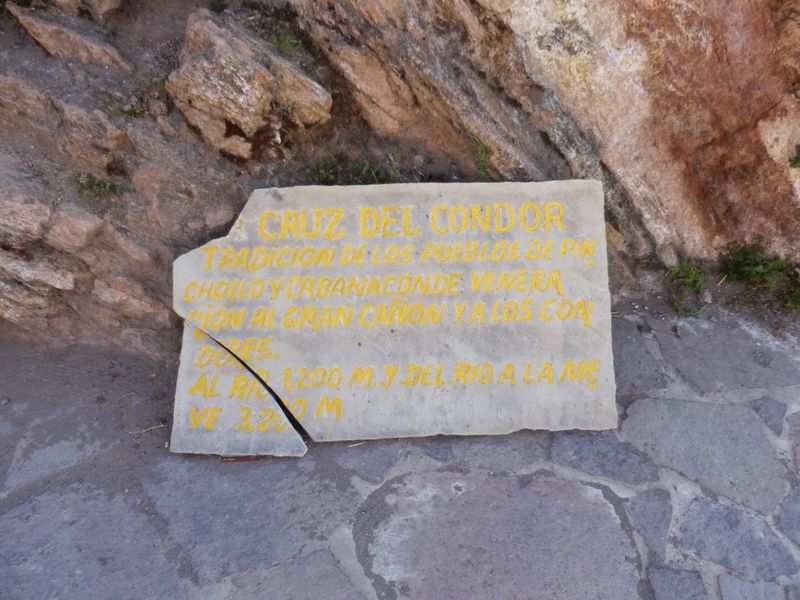 CRUZ DEL CONDOR
TRADICION DE LOS PUEBLOS DE PIN
CHOLLO Y CABANACONDE VENERA
CION AL GRAN CAÑON Y A LOS CON
DORES.
AL RIO 1,200 M. Y DEL RIO A LA NIE
VE 3,200 M.